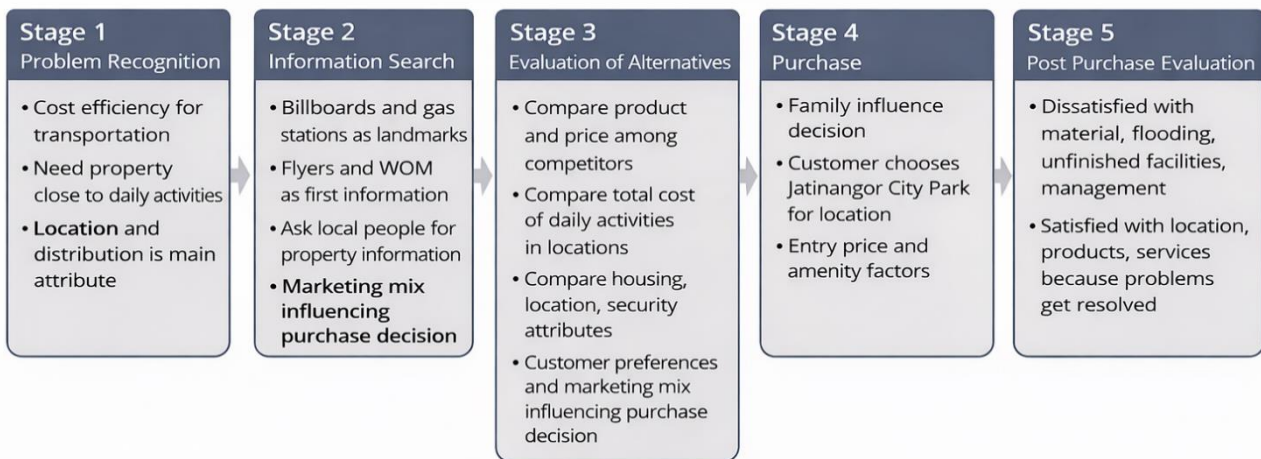 Stage 1
Problem Recognition
• Cost efficiency for
transportation
• Need property
close to daily activities
• Location and
distribution is main
attribute
Stage 2
Information Search
• Billboards and gas
stations as landmarks
• Flyers and WOM
as first information
• Ask local people for
property information
• Marketing mix
influencing
purchase decision
Stage 3
Evaluation of Alternatives
• Compare product
and price among
competitors
• Compare total cost
of daily activities
in locations
• Compare housing,
location, security
attributes
• Customer preferences
and marketing mix
influencing purchase
decision
Stage 4
Purchase
• Family influence
decision
• Customer chooses
Jatinangor City Park
for location
• Entry price and
amenity factors
Stage 5
Post Purchase Evaluation
• Dissatisfied with
material, flooding,
unfinished facilities,
management
• Satisfied with location,
products, services
because problems
get resolved